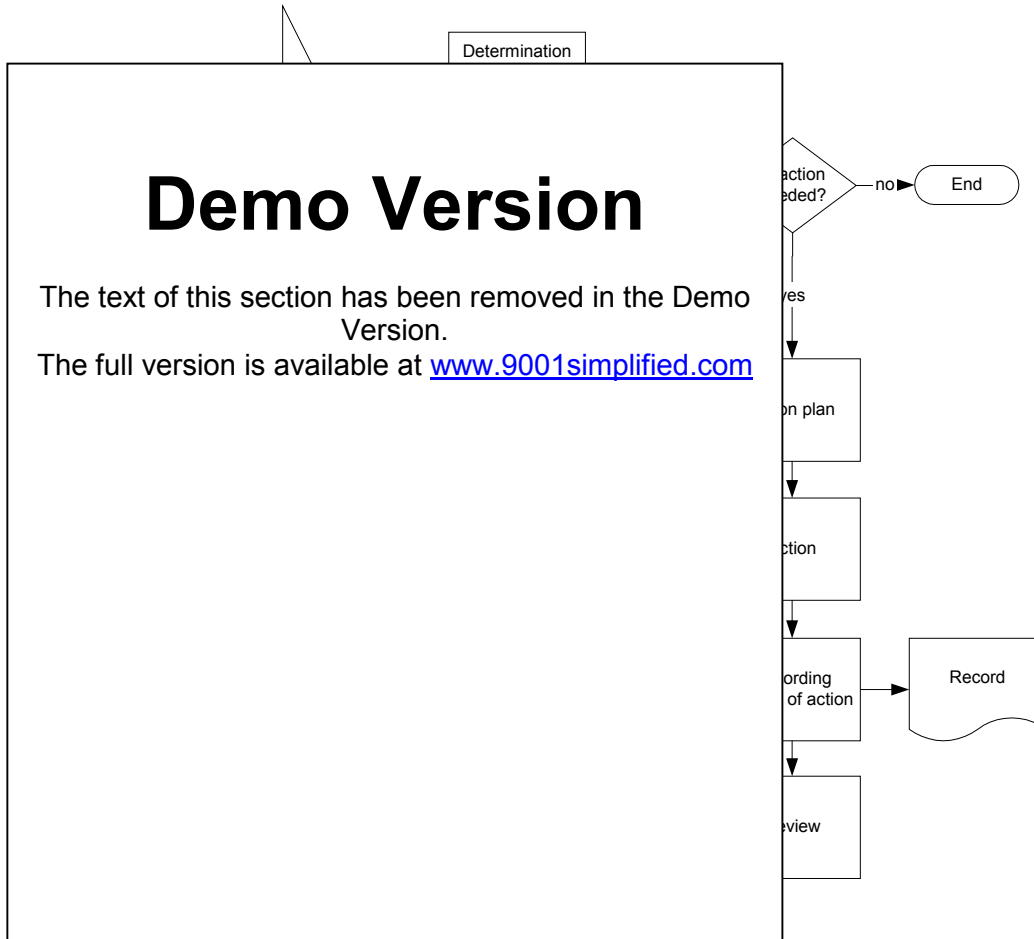 Determination
Demo Version
The text of this section has been removed in the Demo
Version.
The full version is available at www.9001simplified.com
action
eded?
no
End
yes
on plan
ction
ording
of action
Record
eview